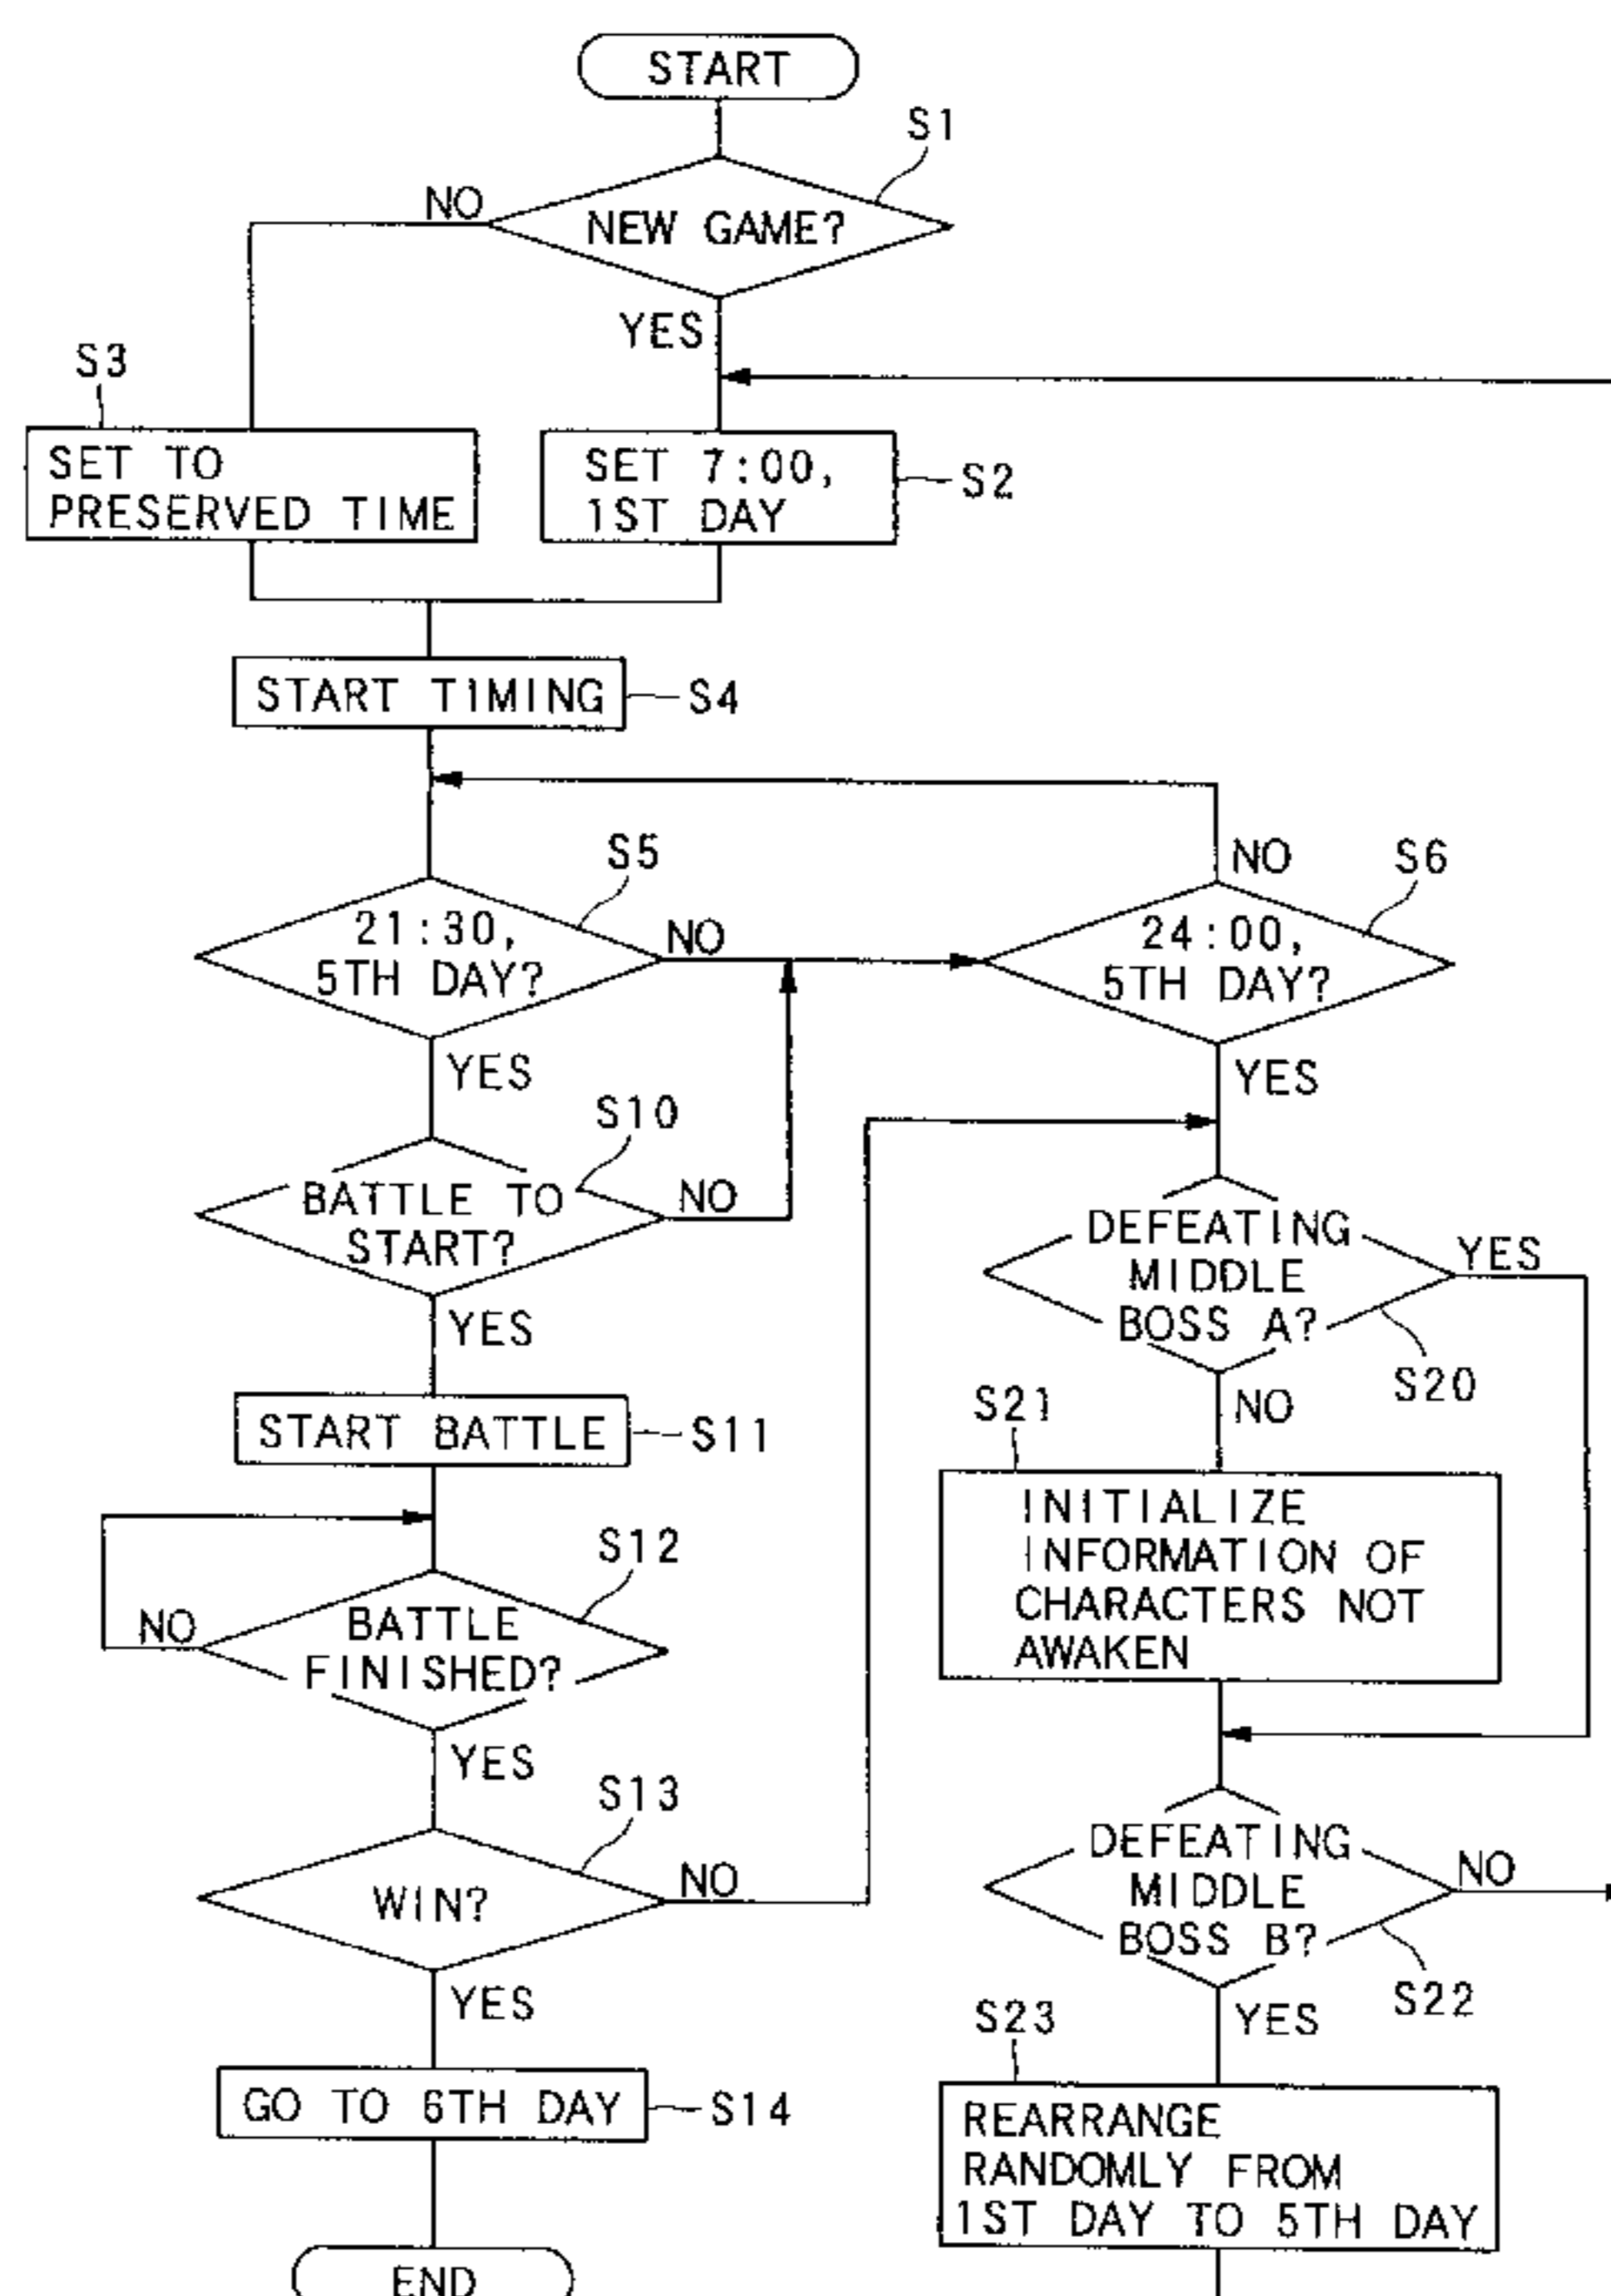 START
S1
NO
NEW GAME?
YES
S3
SET TO
PRESERVED TIME
SET 7:00,
1ST DAY
S2
START TIMING
S4
S5
NO
S6
21:30,
5TH DAY?
NO
24:00,
5TH DAY?
YES
YES
S10
BATTLE TO
START?
NO
DEFEATING
MIDDLE
BOSS A?
YES
S20
YES
NO
S21
START BATTLE
S11
INITIALIZE
INFORMATION OF
CHARACTERS NOT
AWAKEN
S12
NO
BATTLE
FINISHED?
YES
S13
DEFEATING
MIDDLE
BOSS B?
NO
S22
WIN?
NO
YES
YES
S23
GO TO 6TH DAY
S14
REARRANGE
RANDOMLY FROM
1ST DAY TO 5TH DAY
END